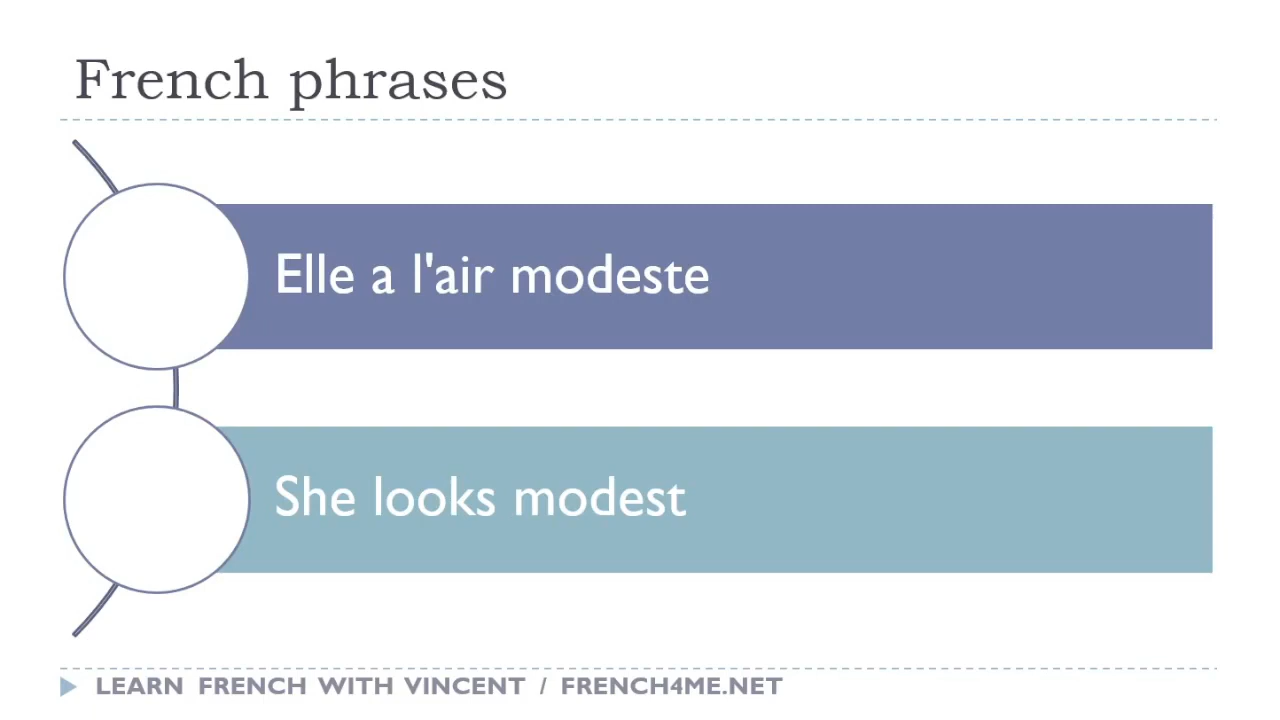 French phrases
Elle a l'air modeste
She looks modest
LEARN FRENCH WITH VINCENT / FRENCH4ME.NET